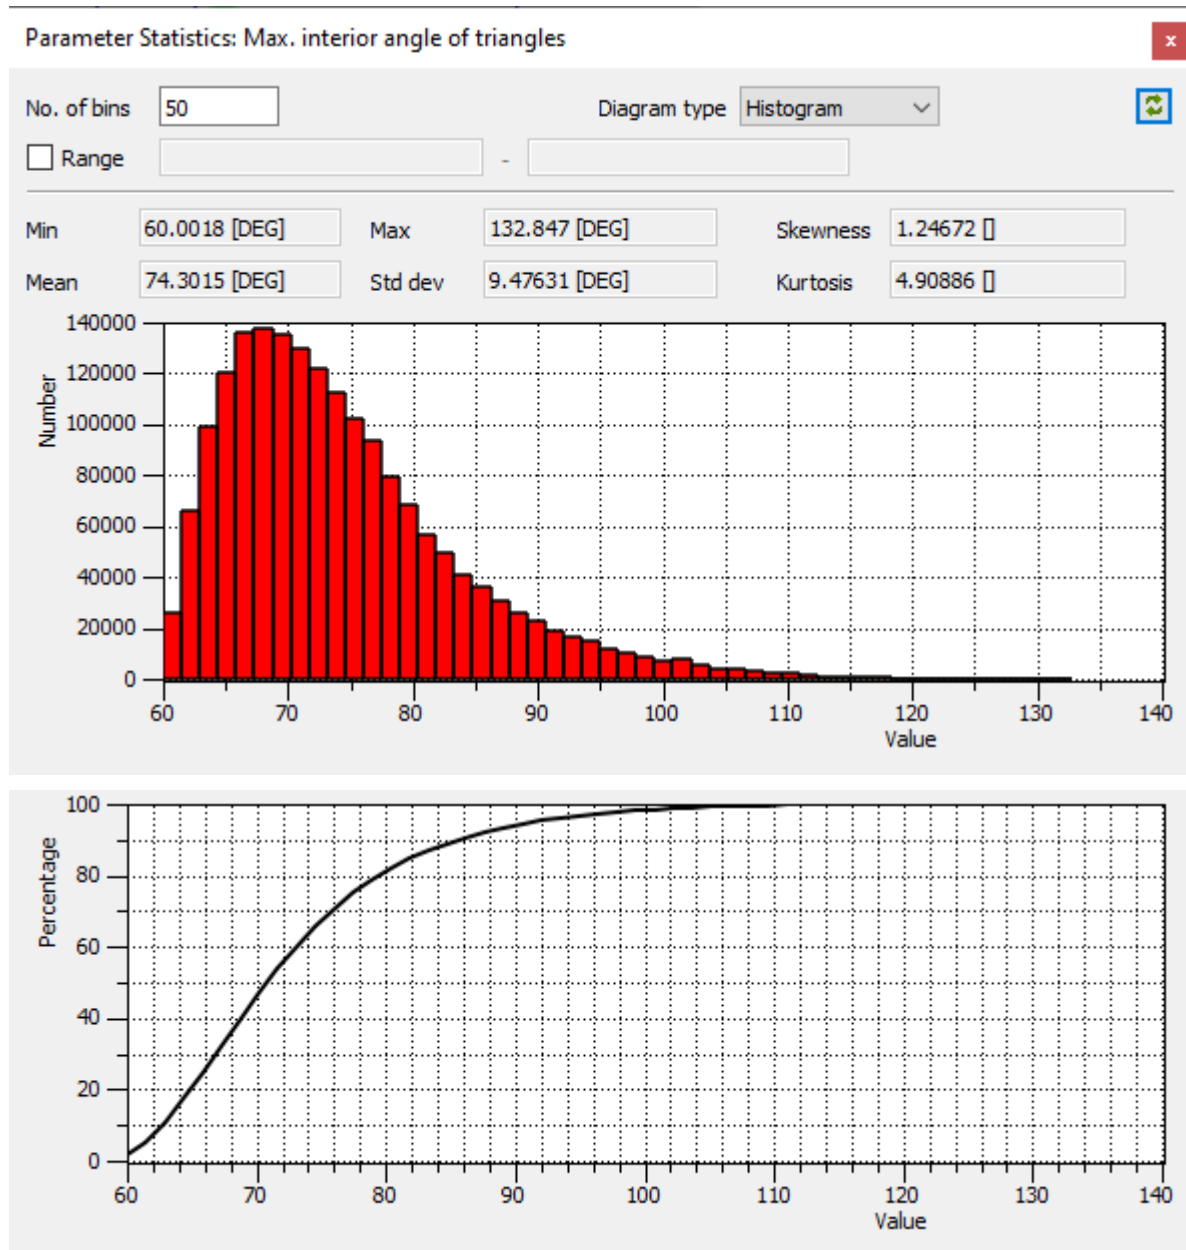 Parameter Statistics: Max. interior angle of triangles
x
No. of bins 50 Diagram type Histogram
Range -
Min 60.0018 [DEG] Max 132.847 [DEG] Skewness 1.24672 []
Mean 74.3015 [DEG] Std dev 9.47631 [DEG] Kurtosis 4.90886 []
140000
120000
100000
80000
60000
40000
20000
0
Number
60 70 80 90 100 110 120 130 140
Value
100
80
60
40
20
0
Percentage
60 70 80 90 100 110 120 130 140
Value